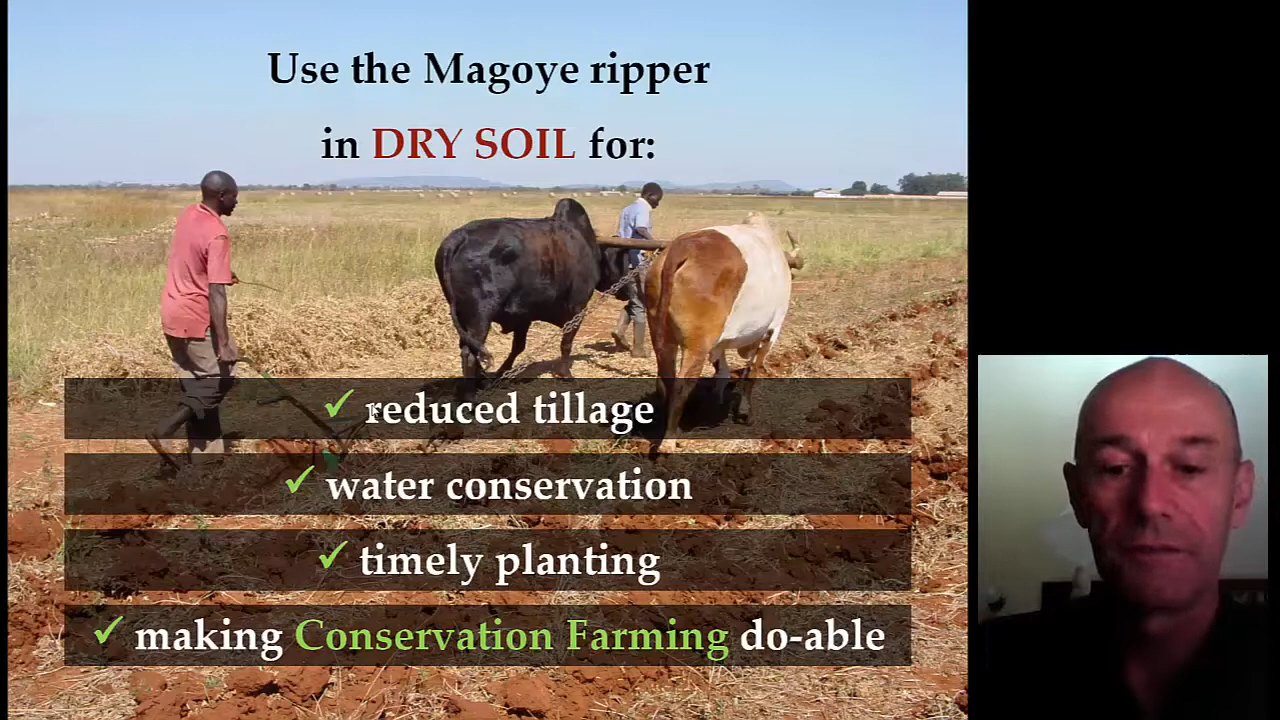 Use the Magoye ripper
in DRY SOIL for:
✓ reduced tillage
✓ water conservation
✓ timely planting
✓ making Conservation Farming do-able